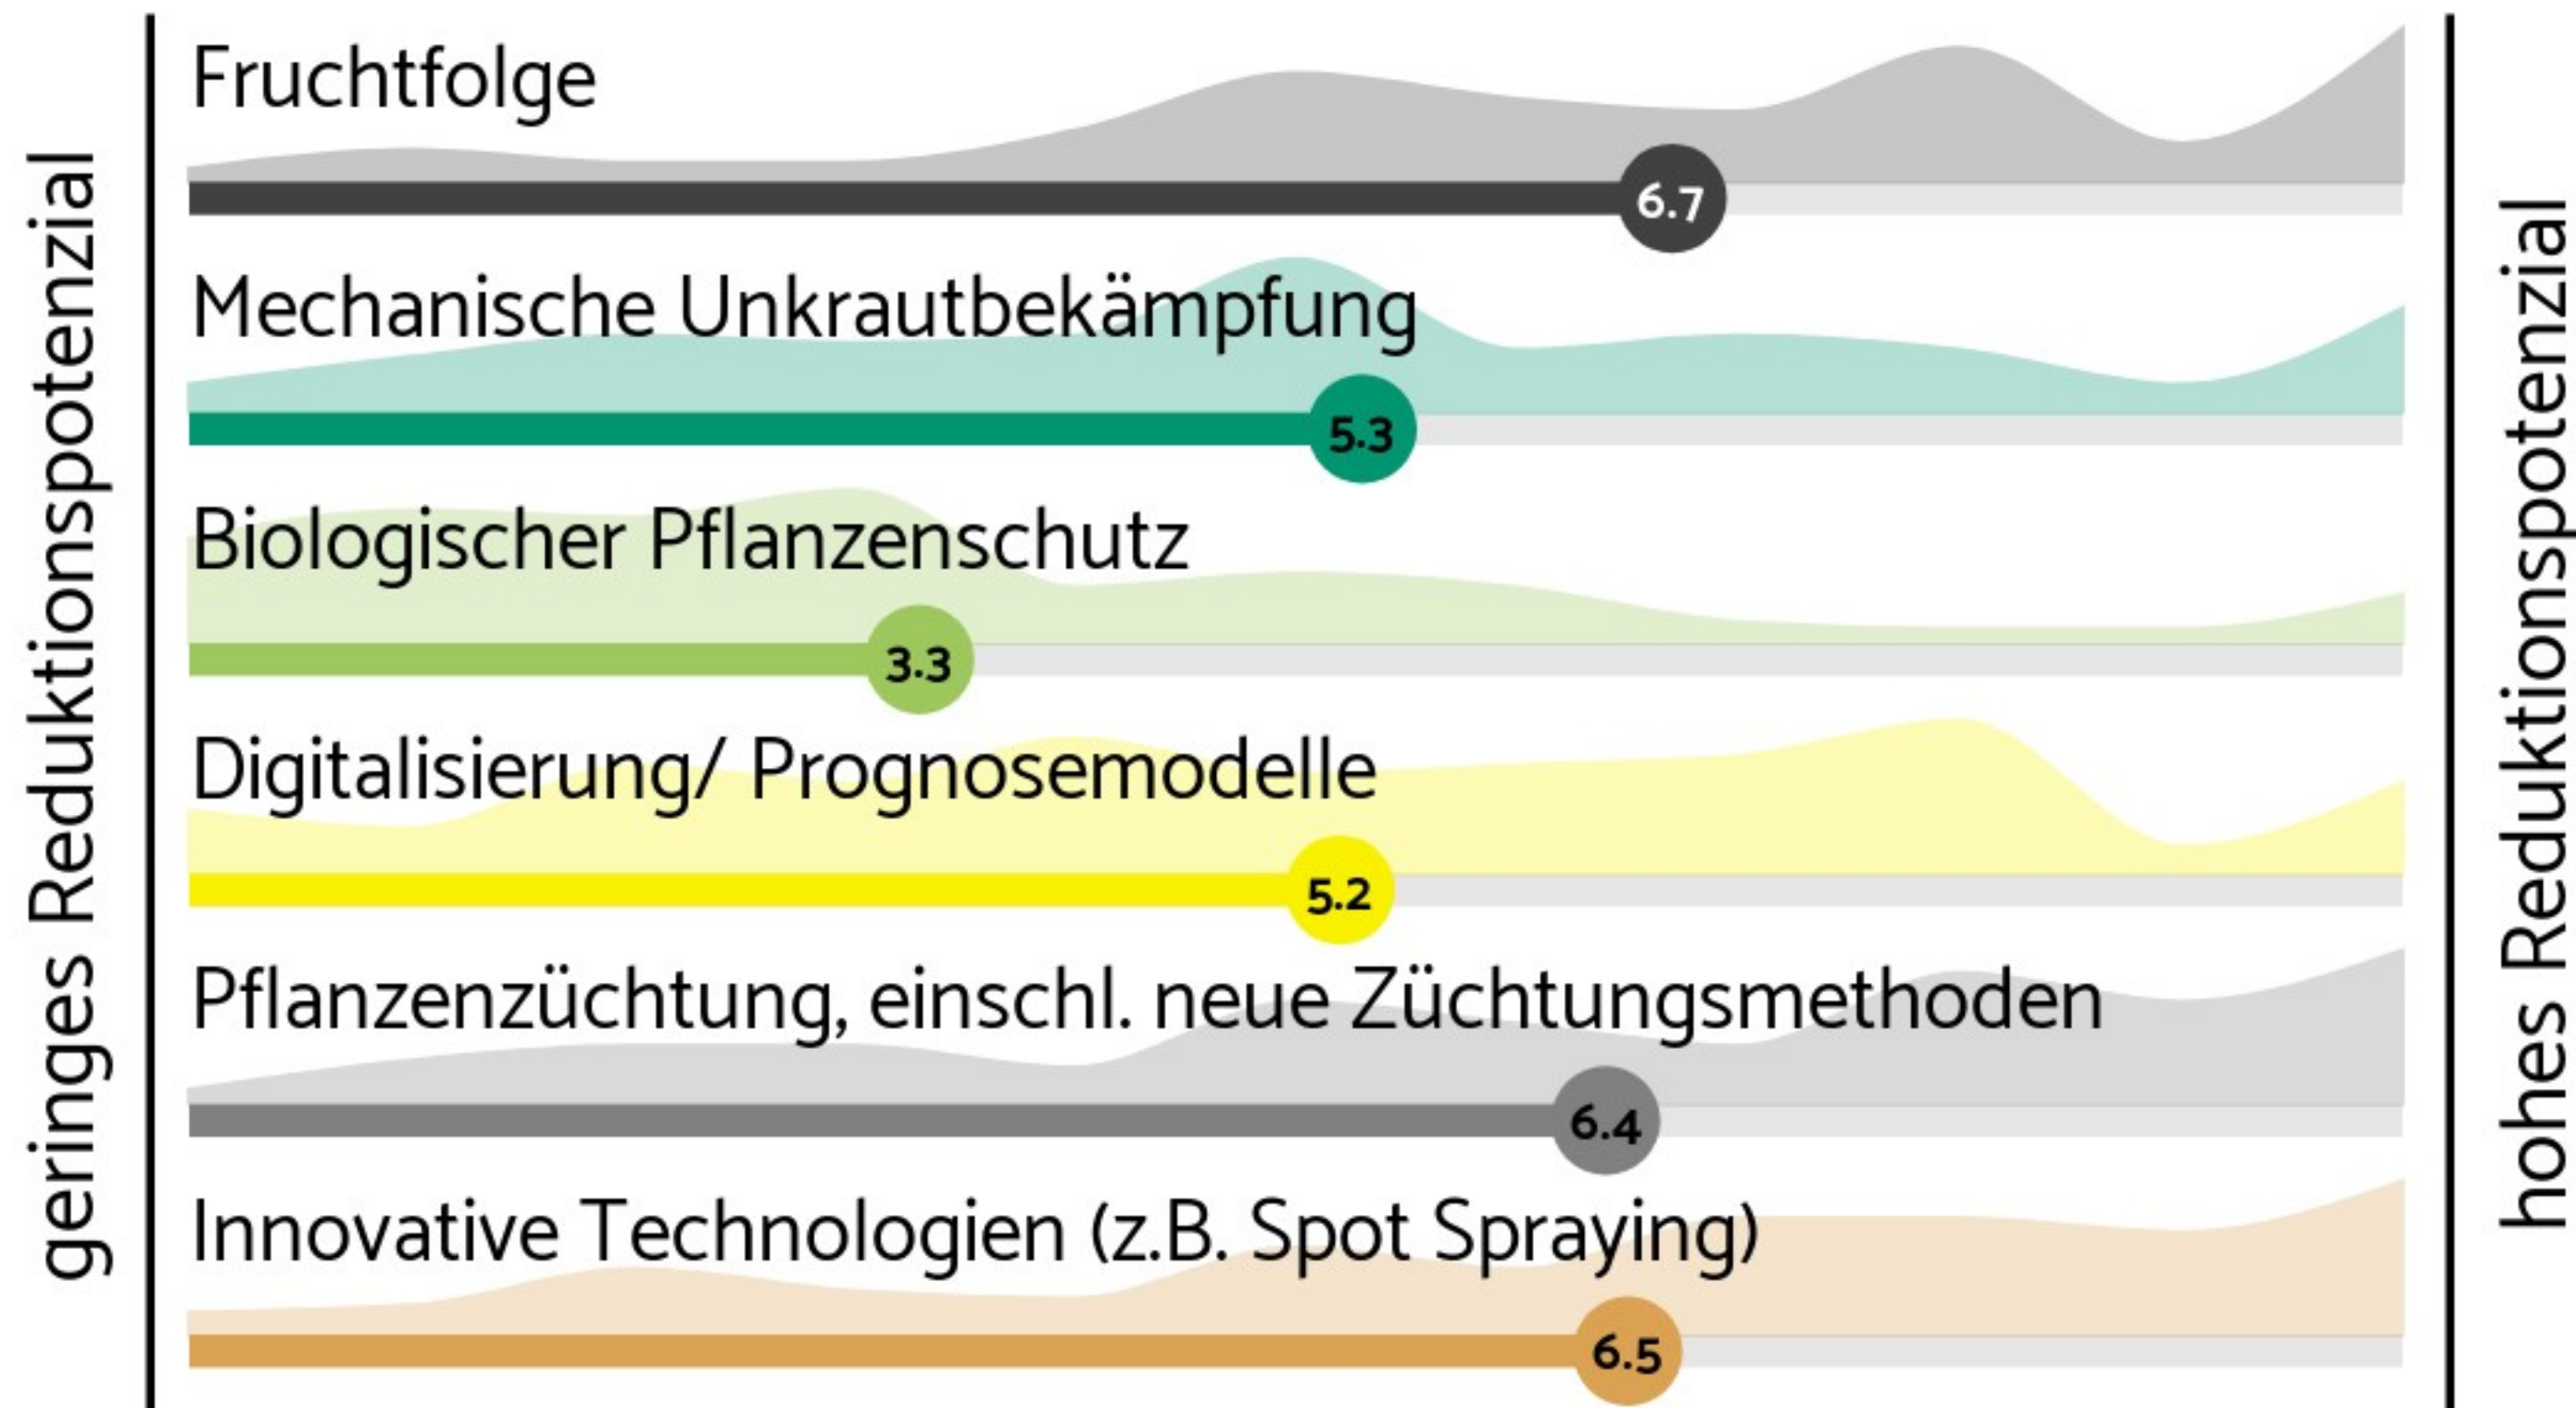 geringes Reduktionspotenzial
Fruchtfolge
6.7
Mechanische Unkrautbekämpfung
5.3
Biologischer Pflanzenschutz
3.3
Digitalisierung/ Prognosemodelle
5.2
Pflanzenzüchtung, einschl. neue Züchtungsmethoden
6.4
Innovative Technologien (z.B. Spot Spraying)
6.5
hohes Reduktionspotenzial